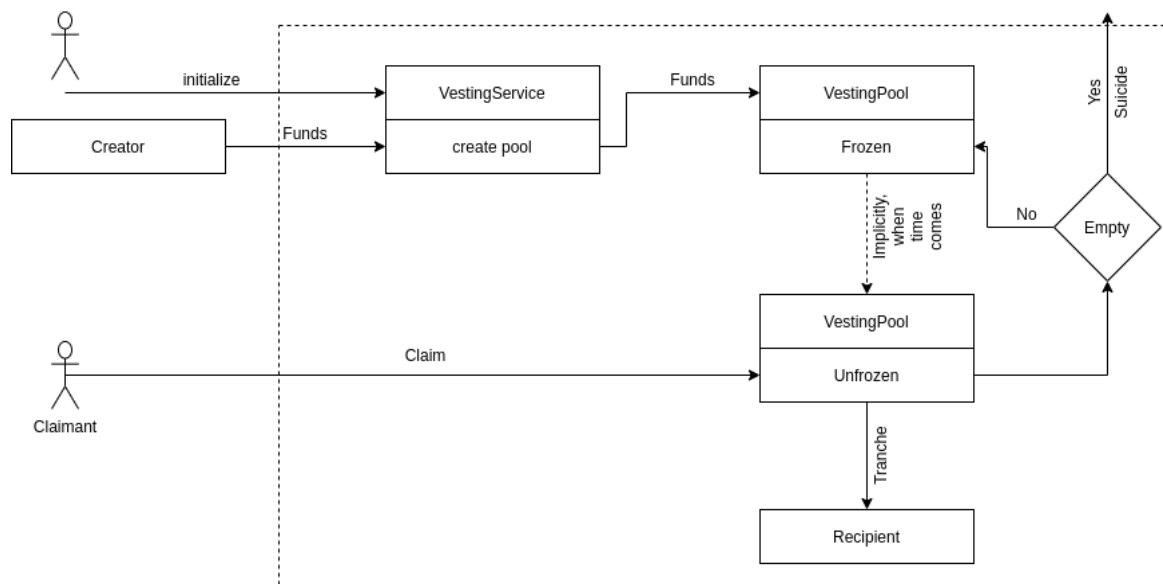 initialize
VestingService
Funds
VestingPool
Yes
Suicide
Creator
Funds
create pool
Frozen
Implicitly,
when
time
comes
No
Empty
VestingPool
Claim
Unfrozen
Claimant
Tranche
Recipient